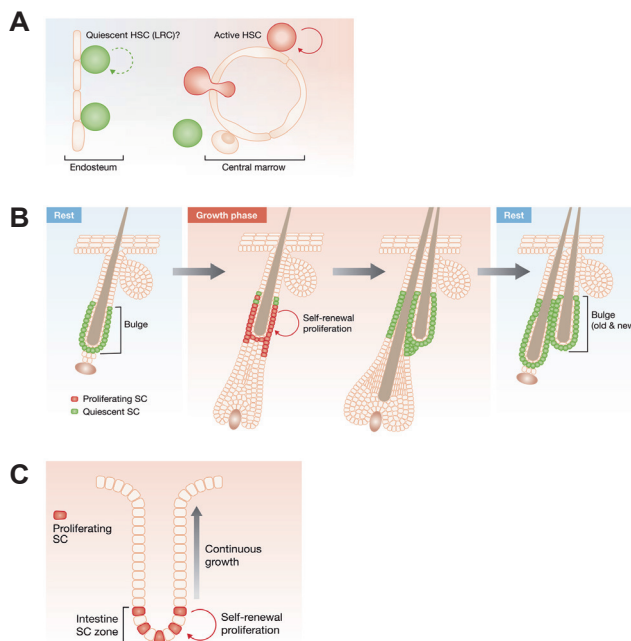 A
Quiescent HSC (LRC)?
Active HSC
Endosteum
Central marrow
B
Rest
Growth phase
Rest
Bulge
Self-renewal
proliferation
Bulge
(old & new
Proliferating SC
Quiescent SC
C
Proliferating
SC
Continuous
growth
Intestine
SC zone
Self-renewal
proliferation